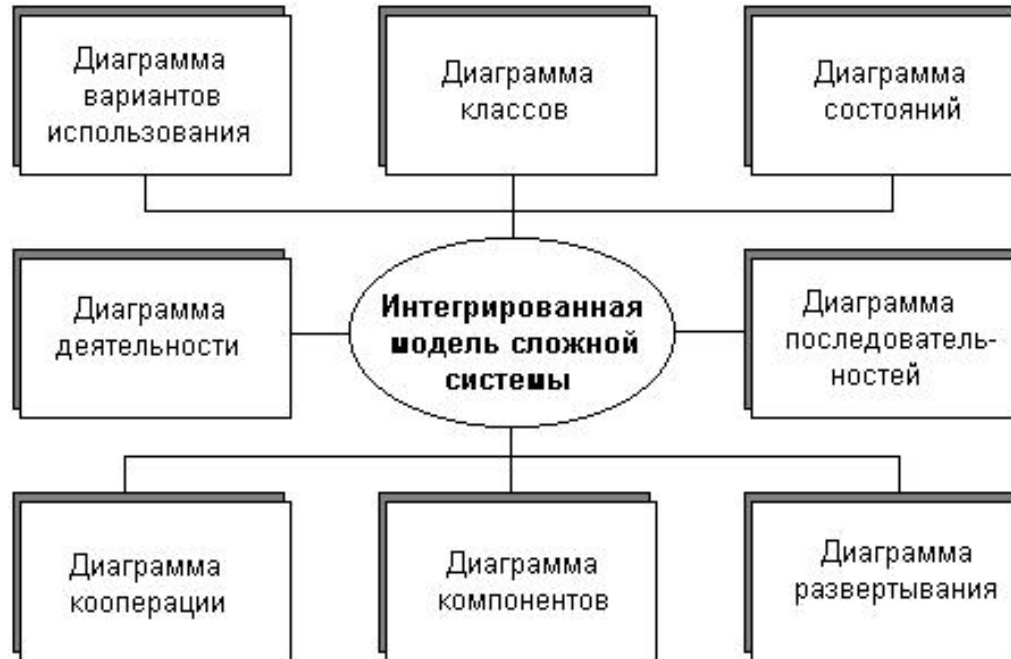 Диаграмма
вариантов
использования
Диаграмма
классов
Диаграмма
состояний
Диаграмма
деятельности
Интегрированная
модель сложной
системы
Диаграмма
последователь-
ностей
Диаграмма
кооперации
Диаграмма
компонентов
Диаграмма
развертывания